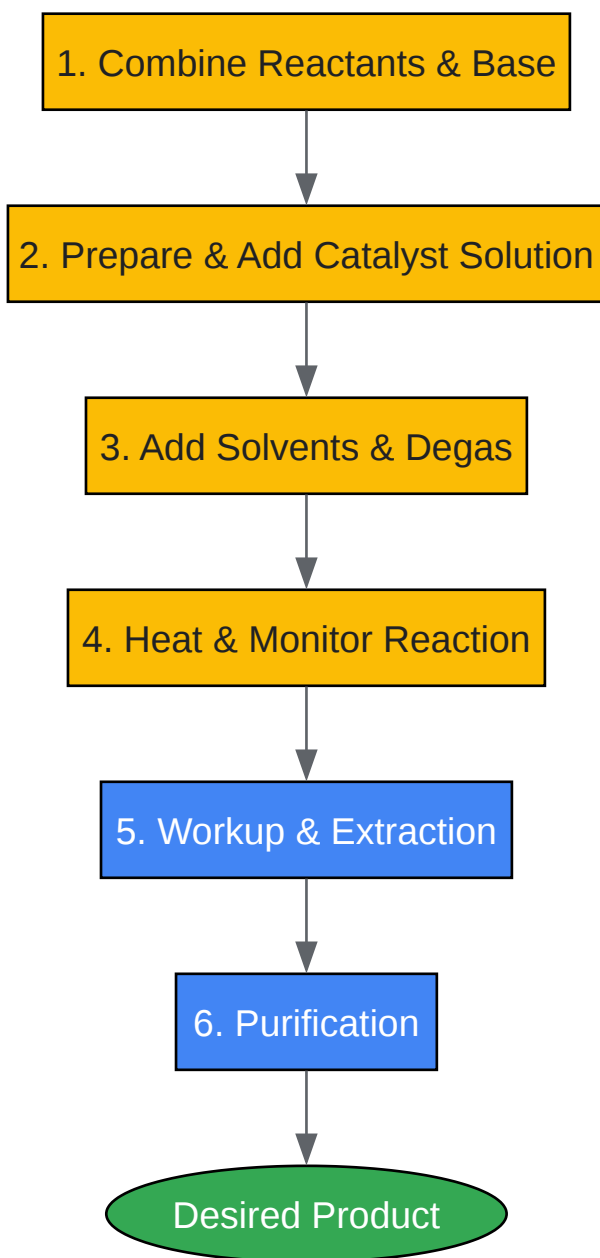 1. Combine Reactants & Base
2. Prepare & Add Catalyst Solution
3. Add Solvents & Degas
4. Heat & Monitor Reaction
5. Workup & Extraction
6. Purification
Desired Product